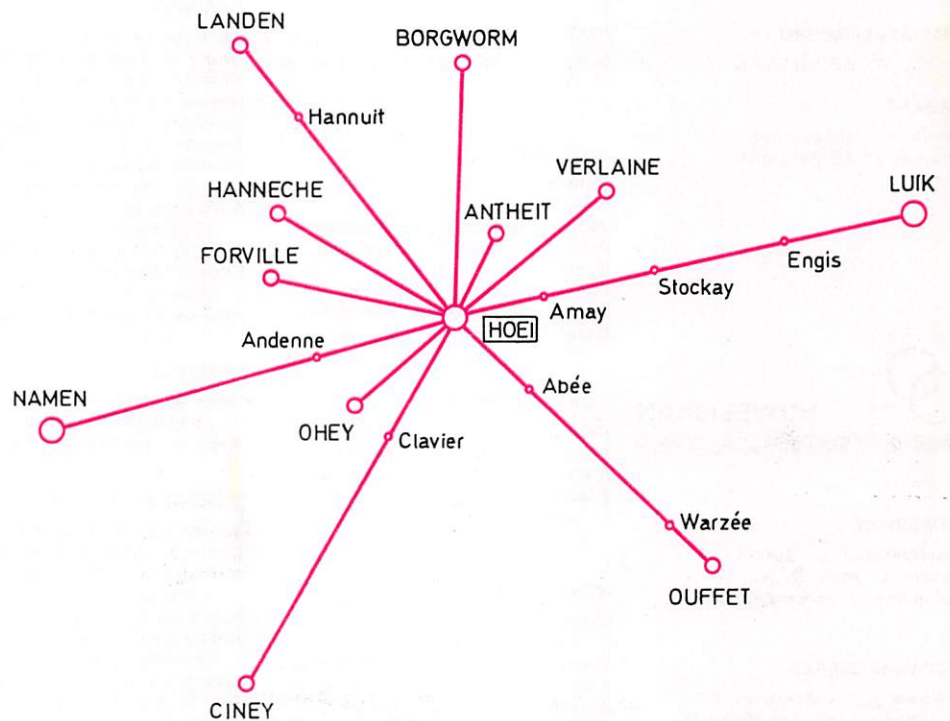 LANDEN
BORGWORM
Hannuit
VERLAINE
HANNECHE
ANTHEIT
LUIK
FORVILLE
Engis
Stockay
Amay
HOEI
Andenne
Abée
NAMEN
OHEY
Clavier
Warzée
OUFFET
CINEY